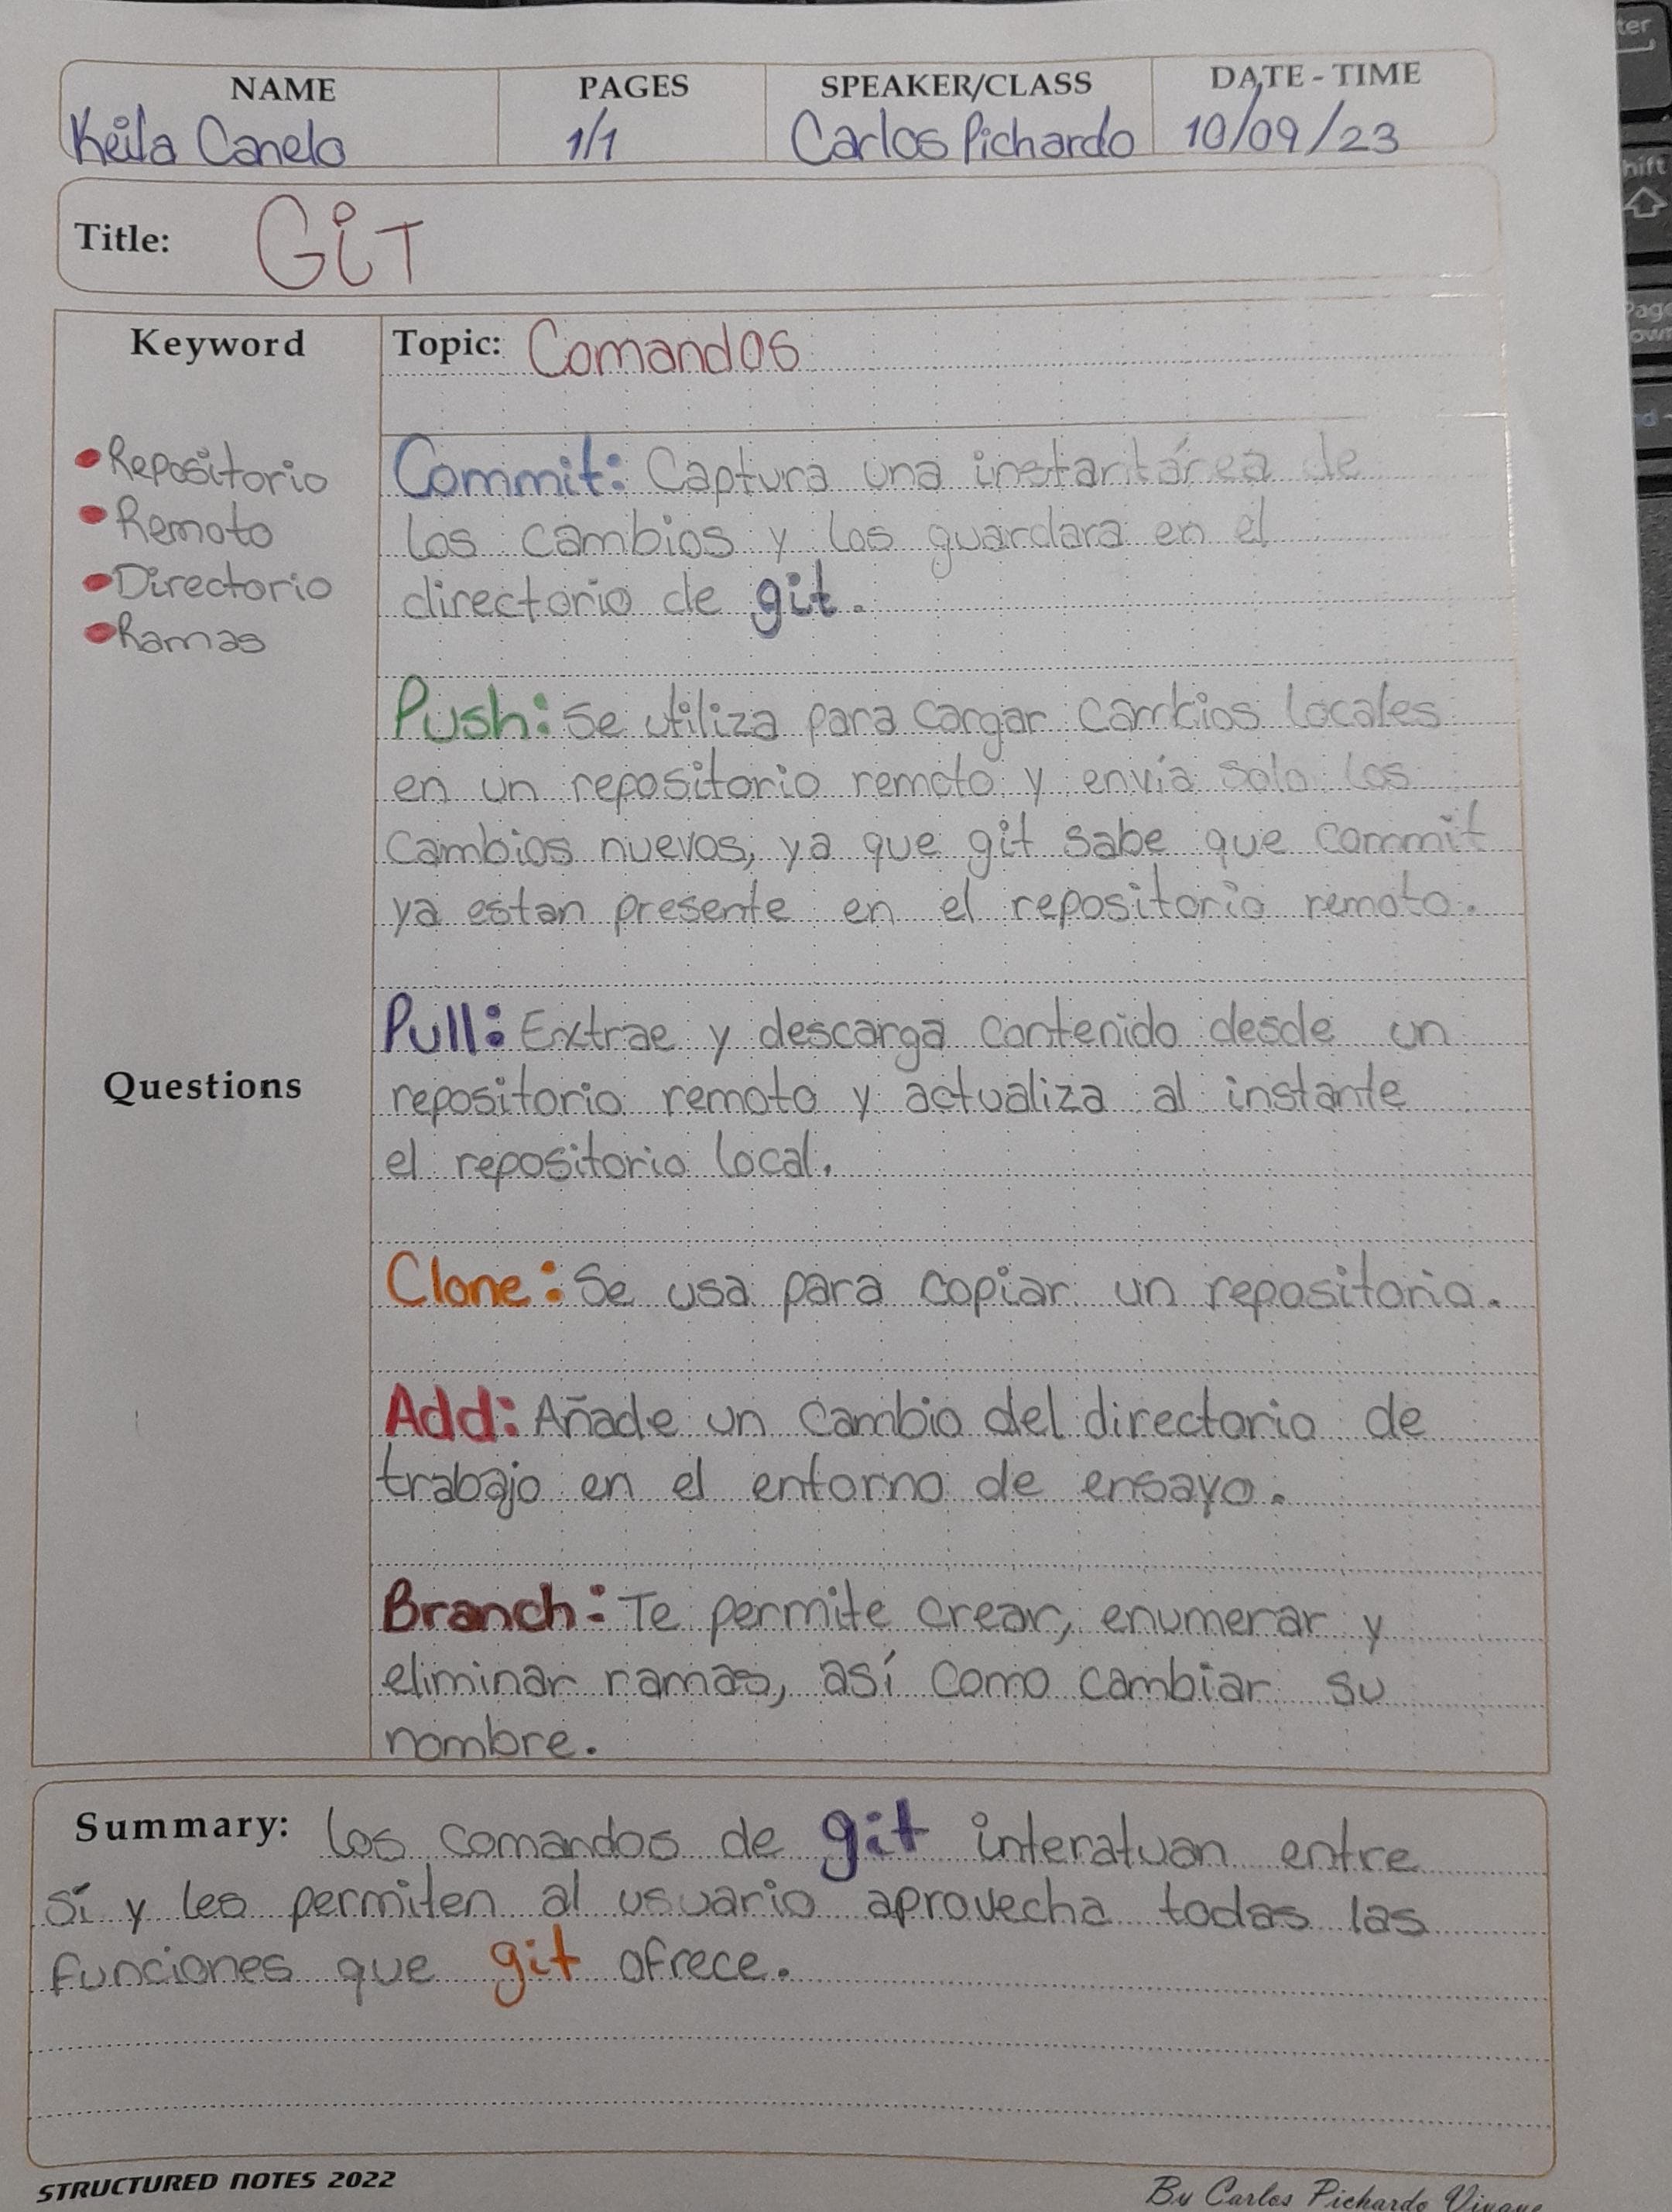 NAME PAGES SPEAKER/CLASS DATE - TIME
Keila Canelo 1/1 Carlos Pichardo 10/09/23
Title: GiT
Keyword
• Repositorio
• Remoto
• Directorio
• Ramas
Questions
Topic: Comandos
Commit: Captura una instantánea de
los cambios y los guardara en el
directorio de git.
Push: Se utiliza para cargar cambios locales
en un repositorio remoto y envía solo los
cambios nuevos, ya que git sabe que commit
ya estan presente en el repositorio remoto.
Pull: Extrae y descarga contenido desde un
repositorio remoto y actualiza al instante
el repositorio local.
Clone: Se usa para copiar un repositorio.
Add: Añade un cambio del directorio de
trabajo en el entorno de ensayo.
Branch: Te permite crear, enumerar y
eliminar ramas, así como cambiar su
nombre.
Summary: los comandos de git interatuan entre
sí y les permiten al usuario aprovecha todas las
funciones que git ofrece.
STRUCTURED NOTES 2022
By Carlos Pichardo
ter
hift
Page